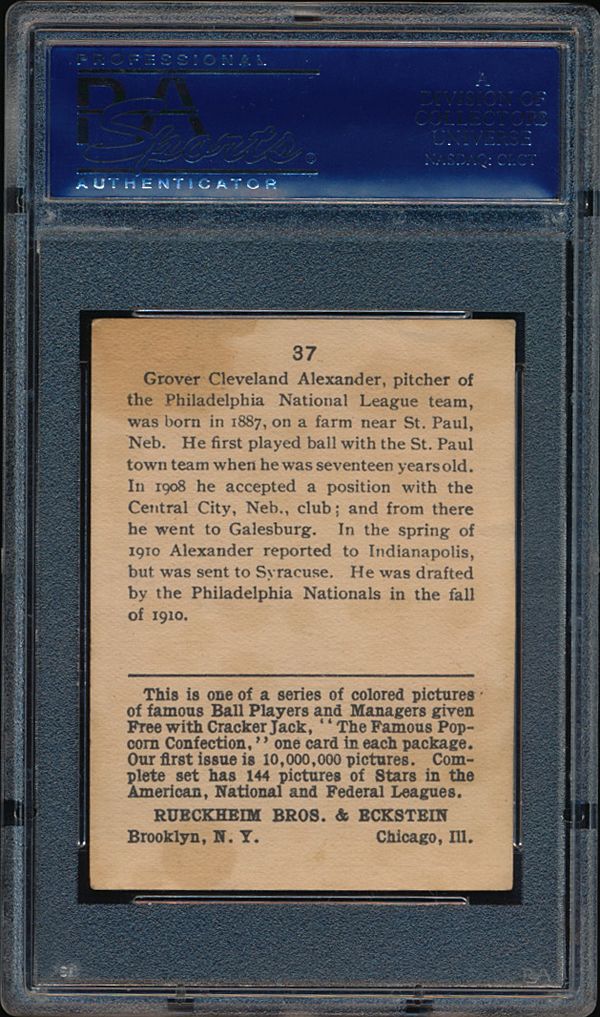 PROFESSIONAL
PSA
Sports
AUTHENTICATOR
A
DIVISION OF
COLLECTORS
UNIVERSE
NASDAQ: CLCT
37
Grover Cleveland Alexander, pitcher of
the Philadelphia National League team,
was born in 1887, on a farm near St. Paul,
Neb. He first played ball with the St. Paul
town team when he was seventeen years old.
In 1908 he accepted a position with the
Central City, Neb., club; and from there
he went to Galesburg. In the spring of
1910 Alexander reported to Indianapolis,
but was sent to Syracuse. He was drafted
by the Philadelphia Nationals in the fall
of 1910.
This is one of a series of colored pictures
of famous Ball Players and Managers given
Free with Cracker Jack, "The Famous Pop-
corn Confection," one card in each package.
Our first issue is 10,000,000 pictures. Com-
plete set has 144 pictures of Stars in the
American, National and Federal Leagues.
RUECKHEIM BROS. & ECKSTEIN
Brooklyn, N. Y. Chicago, Ill.